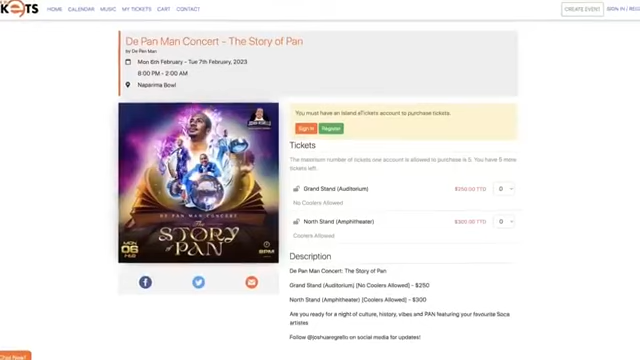 HOME
CALENDAR
MUSIC
MY TICKETS
CART
CONTACT
CREATE EVENT
De Pan Man Concert - The Story of Pan
by De Pan Man
Mon 6th February - Tue 7th February, 2023
8:00 PM - 2:00 AM
Naparima Bowl
DE PAN MAN CONCERT
The
STORY
of PAN
MON
06
FEB
8PM
You must have an Island eTickets account to purchase tickets.
Sign In
Register
Tickets
The maximum number of tickets one account is allowed to purchase is 5. You have 5 more
tickets left.
Grand Stand (Auditorium)
$250.00 TTD
0
No Coolers Allowed
North Stand (Amphitheater)
$300.00 TTD
0
Coolers Allowed
Description
De Pan Man Concert: The Story of Pan
Grand Stand (Auditorium) [No Coolers Allowed] - $250
North Stand (Amphitheater) [Coolers Allowed] - $300
Are you ready for a night of culture, history, vibes and PAN featuring your favourite Soca
artistes
Follow @joshuaregrello on social media for updates!
Chat Now!